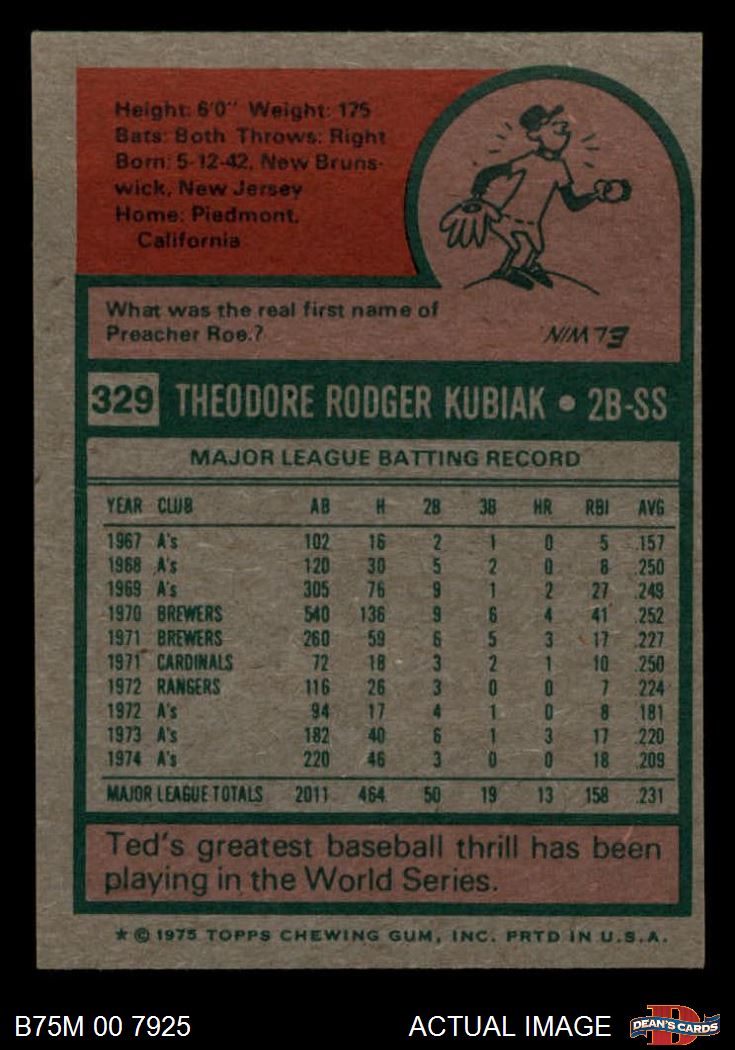 Height: 6'0" Weight: 175
Bats: Both Throws: Right
Born: 5-12-42, New Bruns-
wick, New Jersey
Home: Piedmont,
California
What was the real first name of
Preacher Roe.?
ELWIN.
329 THEODORE RODGER KUBIAK • 2B-SS
MAJOR LEAGUE BATTING RECORD
YEAR CLUB AB H 2B 3B HR RBI AVG
1967 A's 102 16 2 1 0 5 .157
1968 A's 120 30 5 2 0 8 .250
1969 A's 305 76 9 1 2 27 .249
1970 BREWERS 540 136 9 6 4 41 .252
1971 BREWERS 260 59 6 5 3 17 .227
1971 CARDINALS 72 18 3 2 1 10 .250
1972 RANGERS 116 26 3 0 0 7 .224
1972 A's 94 17 4 1 0 8 .181
1973 A's 182 40 6 1 3 17 .220
1974 A's 220 46 3 0 0 18 .209
MAJOR LEAGUE TOTALS 2011 464 50 19 13 158 .231
Ted's greatest baseball thrill has been
playing in the World Series.
* © 1975 TOPPS CHEWING GUM, INC. PRTD IN U.S.A.
B75M 00 7925 ACTUAL IMAGE DEAN'S CARDS